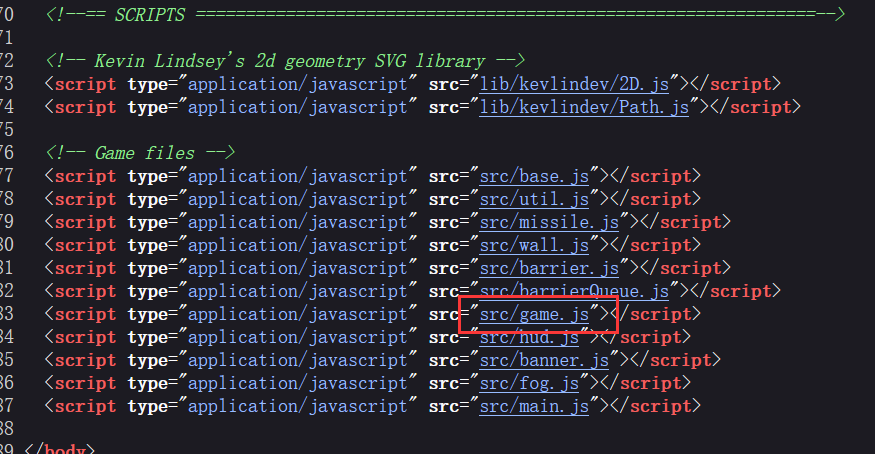 70 <!--== SCRIPTS ==============================================================-->
71
72 <!-- Kevin Lindsey's 2d geometry SVG library -->
73 <script type="application/javascript" src="lib/kevlindev/2D.js"></script>
74 <script type="application/javascript" src="lib/kevlindev/Path.js"></script>
75
76 <!-- Game files -->
77 <script type="application/javascript" src="src/base.js"></script>
78 <script type="application/javascript" src="src/util.js"></script>
79 <script type="application/javascript" src="src/missile.js"></script>
80 <script type="application/javascript" src="src/wall.js"></script>
81 <script type="application/javascript" src="src/barrier.js"></script>
82 <script type="application/javascript" src="src/barrierQueue.js"></script>
83 <script type="application/javascript" src="src/game.js"></script>
84 <script type="application/javascript" src="src/hud.js"></script>
85 <script type="application/javascript" src="src/banner.js"></script>
86 <script type="application/javascript" src="src/fog.js"></script>
87 <script type="application/javascript" src="src/main.js"></script>
88
89 </body>